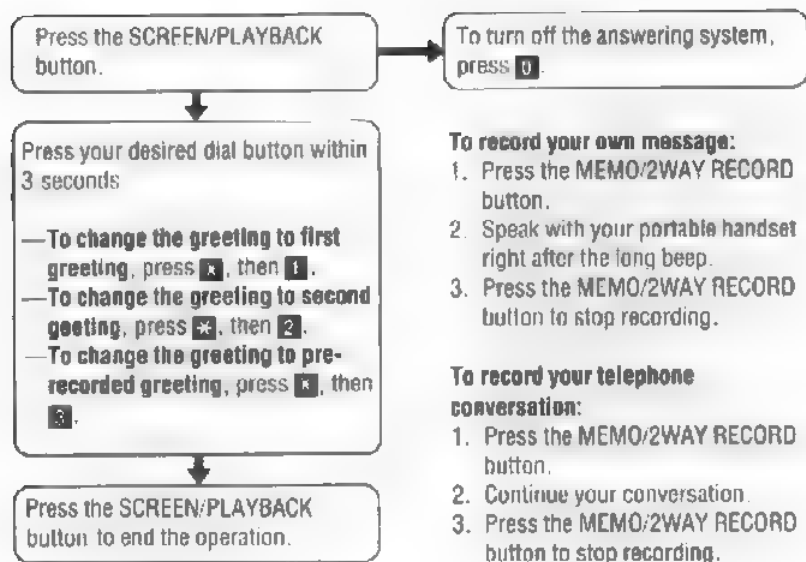 Press the SCREEN/PLAYBACK
button.
To turn off the answering system,
press 0.
Press your desired dial button within
3 seconds
—To change the greeting to first
greeting, press *, then 1.
—To change the greeting to second
geeting, press *, then 2.
—To change the greeting to pre-
recorded greeting, press *, then
3.
Press the SCREEN/PLAYBACK
button to end the operation.
To record your own message:
1. Press the MEMO/2WAY RECORD
button.
2. Speak with your portable handset
right after the long beep.
3. Press the MEMO/2WAY RECORD
button to stop recording.
To record your telephone
conversation:
1. Press the MEMO/2WAY RECORD
button.
2. Continue your conversation.
3. Press the MEMO/2WAY RECORD
button to stop recording.